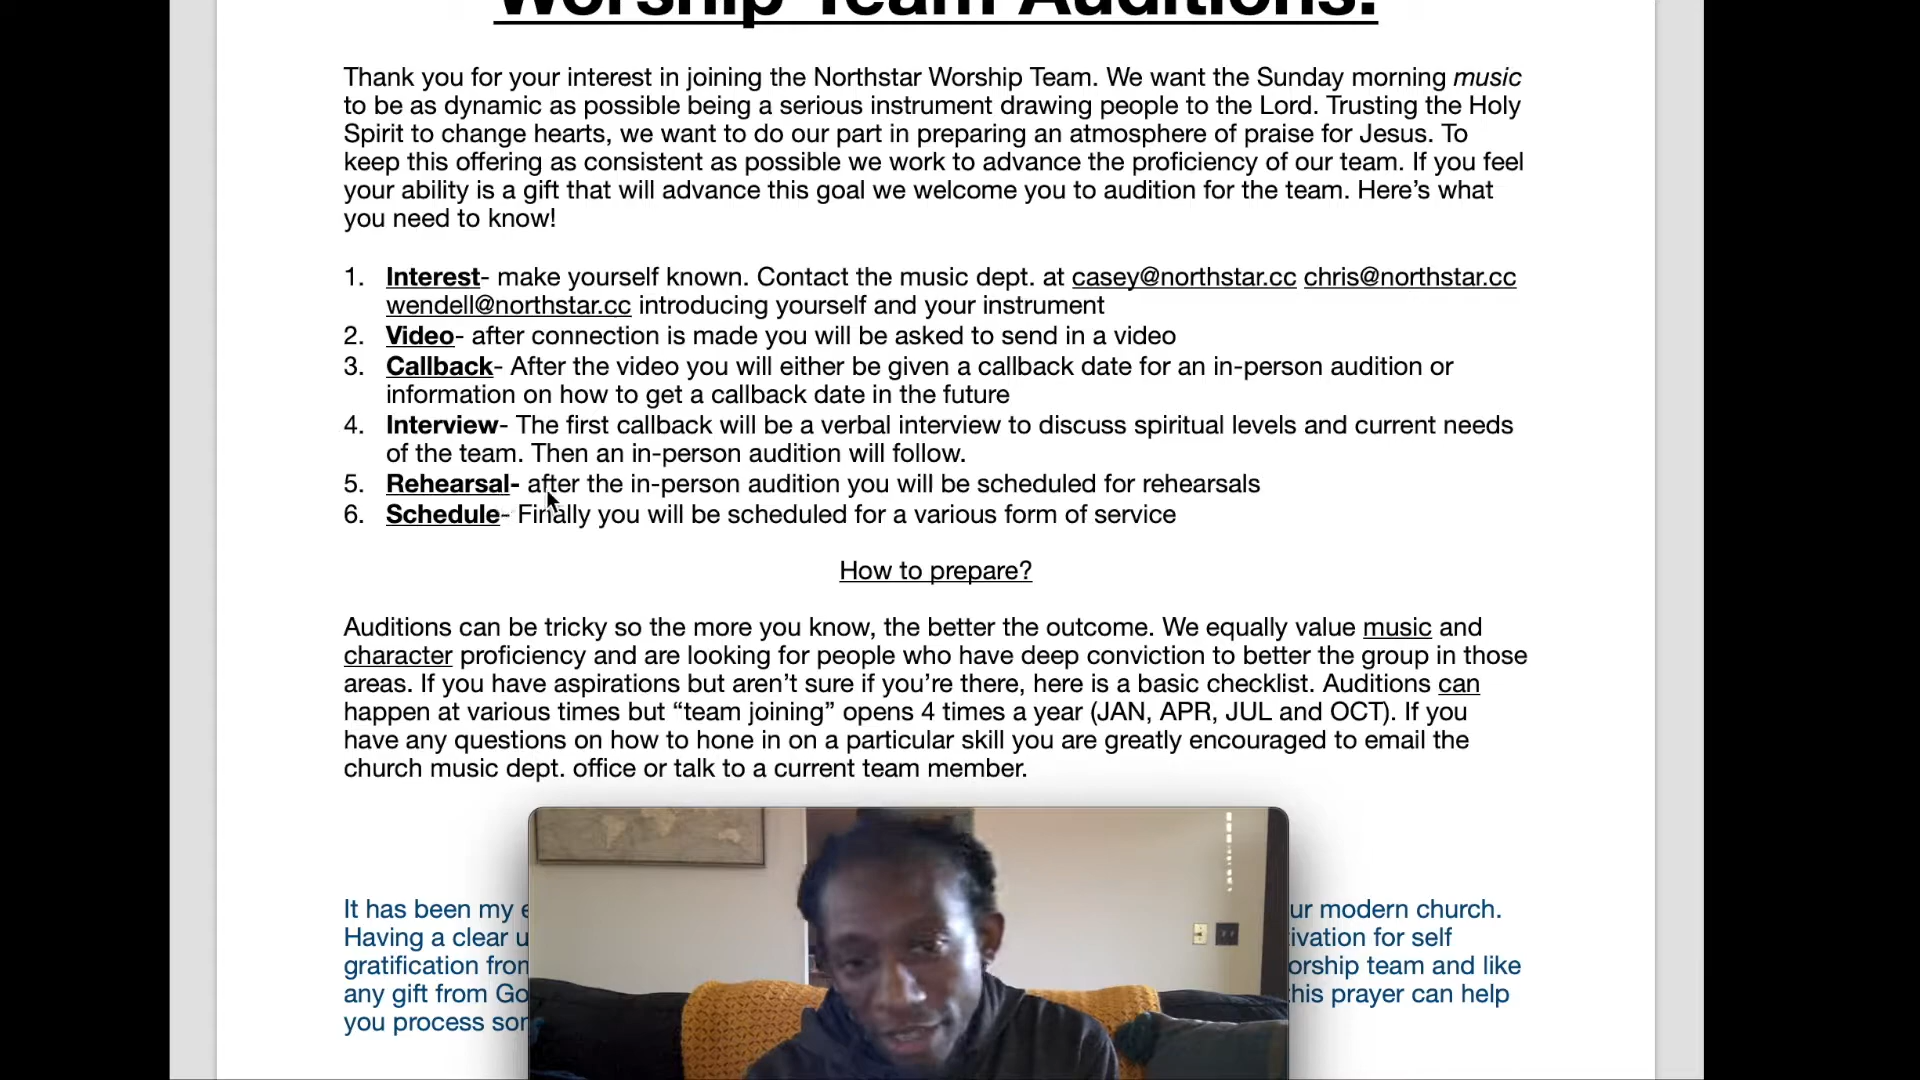 Worship Team Auditions!
Thank you for your interest in joining the Northstar Worship Team. We want the Sunday morning music
to be as dynamic as possible being a serious instrument drawing people to the Lord. Trusting the Holy
Spirit to change hearts, we want to do our part in preparing an atmosphere of praise for Jesus. To
keep this offering as consistent as possible we work to advance the proficiency of our team. If you feel
your ability is a gift that will advance this goal we welcome you to audition for the team. Here’s what
you need to know!
1. Interest- make yourself known. Contact the music dept. at casey@northstar.cc chris@northstar.cc
wendell@northstar.cc introducing yourself and your instrument
2. Video- after connection is made you will be asked to send in a video
3. Callback- After the video you will either be given a callback date for an in-person audition or
information on how to get a callback date in the future
4. Interview- The first callback will be a verbal interview to discuss spiritual levels and current needs
of the team. Then an in-person audition will follow.
5. Rehearsal- after the in-person audition you will be scheduled for rehearsals
6. Schedule- Finally you will be scheduled for a various form of service
How to prepare?
Auditions can be tricky so the more you know, the better the outcome. We equally value music and
character proficiency and are looking for people who have deep conviction to better the group in those
areas. If you have aspirations but aren’t sure if you’re there, here is a basic checklist. Auditions can
happen at various times but “team joining” opens 4 times a year (JAN, APR, JUL and OCT). If you
have any questions on how to hone in on a particular skill you are greatly encouraged to email the
church music dept. office or talk to a current team member.
It has been my modern church.
Having a clear for self
gratification orship team and like
any gift from this prayer can help
you process